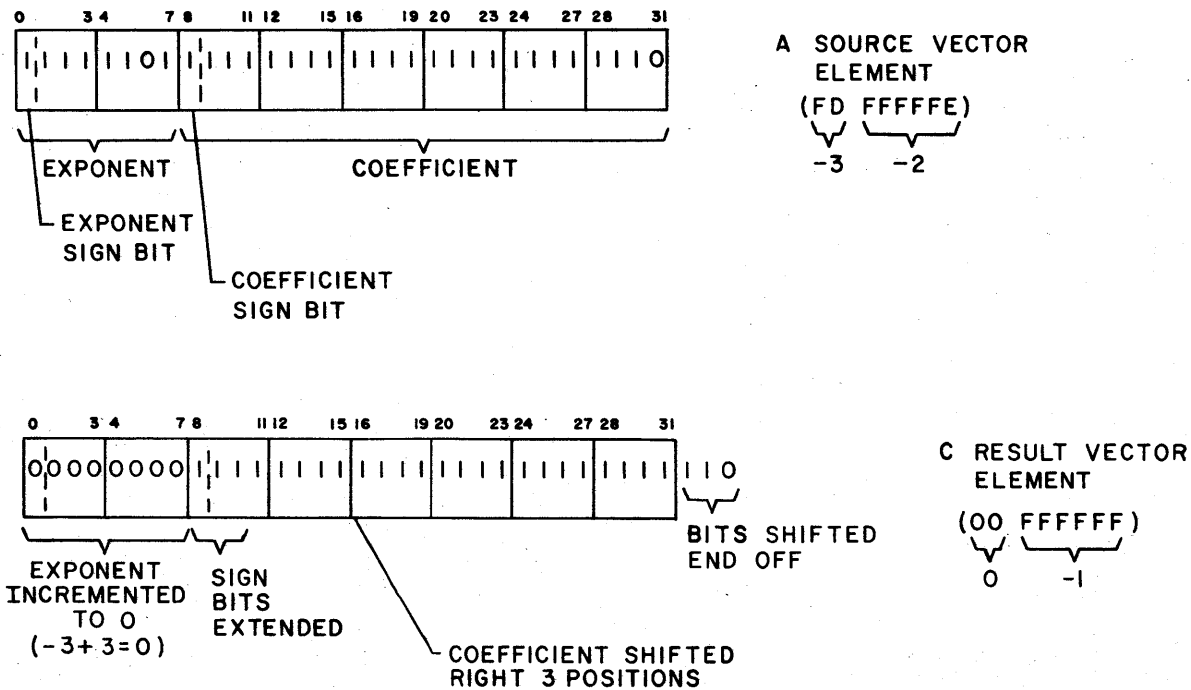 0 3 4 7 8 11 12 15 16 19 20 23 24 27 28 31
1 1 1 1 1 1 0 1 1 1 1 1 1 1 1 1 1 1 1 1 1 1 1 1 1 1 1 1 1 1 1 0
A SOURCE VECTOR
ELEMENT
(FD FFFFFE)
-3 -2
EXPONENT
COEFFICIENT
EXPONENT
SIGN BIT
COEFFICIENT
SIGN BIT
0 3 4 7 8 11 12 15 16 19 20 23 24 27 28 31
0 0 0 0 0 0 0 0 1 1 1 1 1 1 1 1 1 1 1 1 1 1 1 1 1 1 1 1 1 1 1 1 1 1 0
C RESULT VECTOR
ELEMENT
(00 FFFFFF)
0 -1
BITS SHIFTED
END OFF
EXPONENT
INCREMENTED
TO 0
(-3+3=0)
SIGN
BITS
EXTENDED
COEFFICIENT SHIFTED
RIGHT 3 POSITIONS